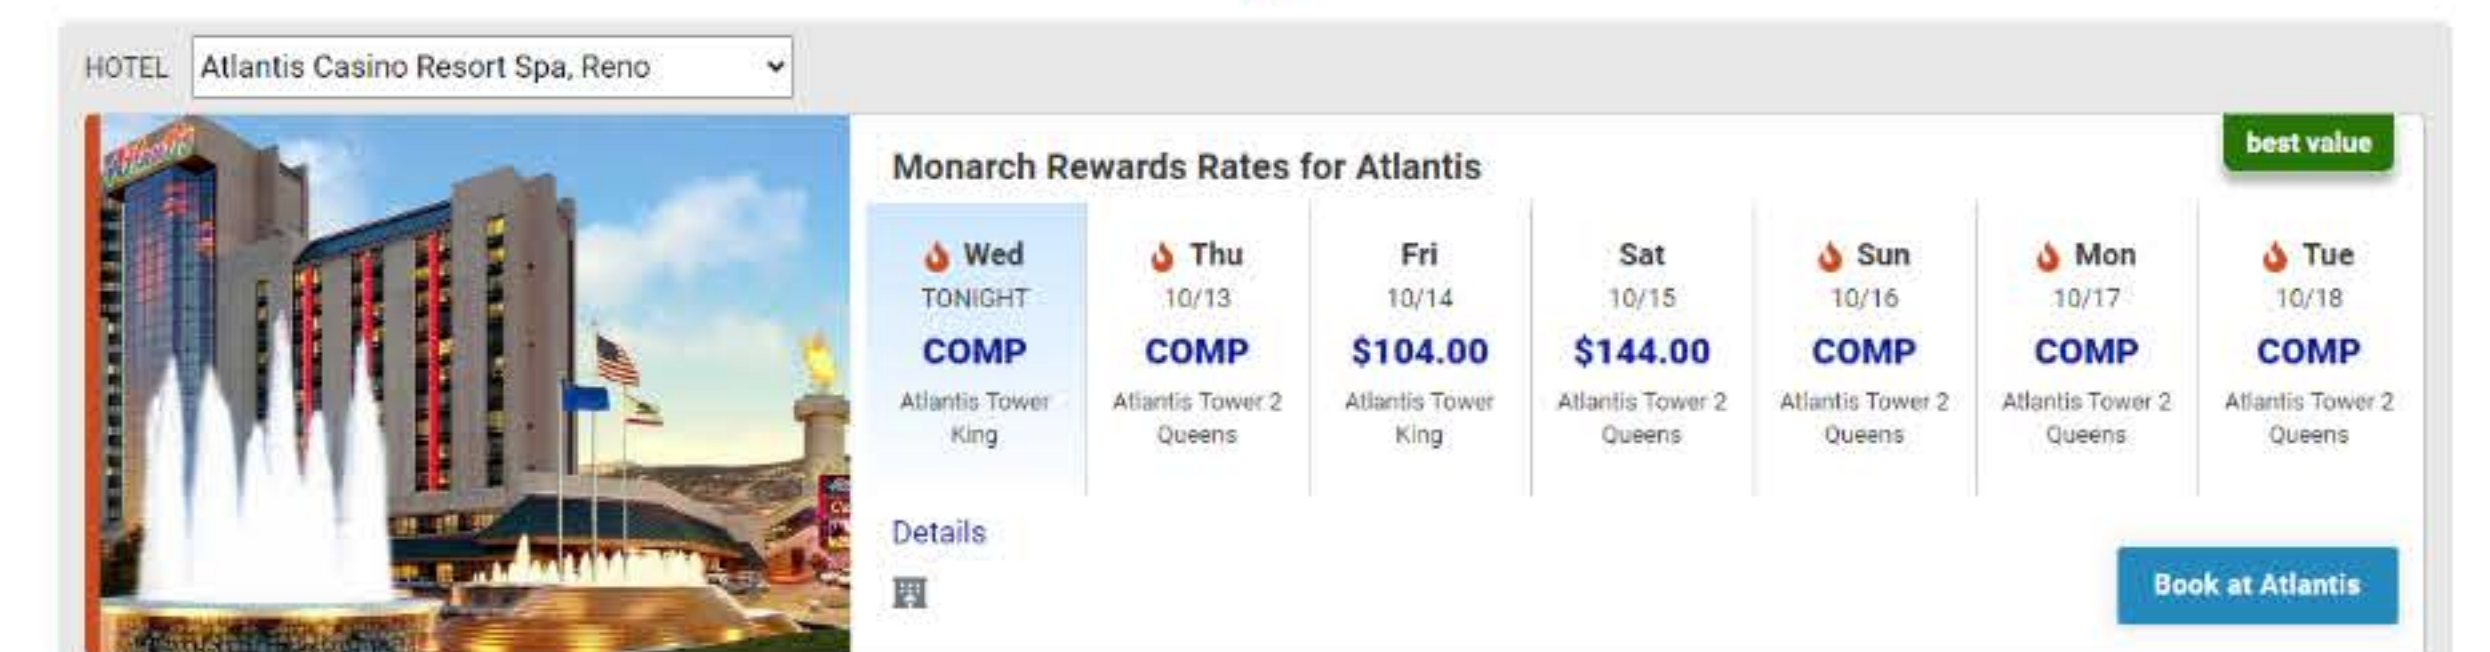 HOTEL Atlantis Casino Resort Spa, Reno
best value
Monarch Rewards Rates for Atlantis
Wed Thu Fri Sat Sun Mon Tue
TONIGHT 10/13 10/14 10/15 10/16 10/17 10/18
COMP COMP $104.00 $144.00 COMP COMP COMP
Atlantis Tower Atlantis Tower 2 Atlantis Tower Atlantis Tower 2 Atlantis Tower 2 Atlantis Tower 2 Atlantis Tower 2
King Queens King Queens Queens Queens Queens
Details
Book at Atlantis